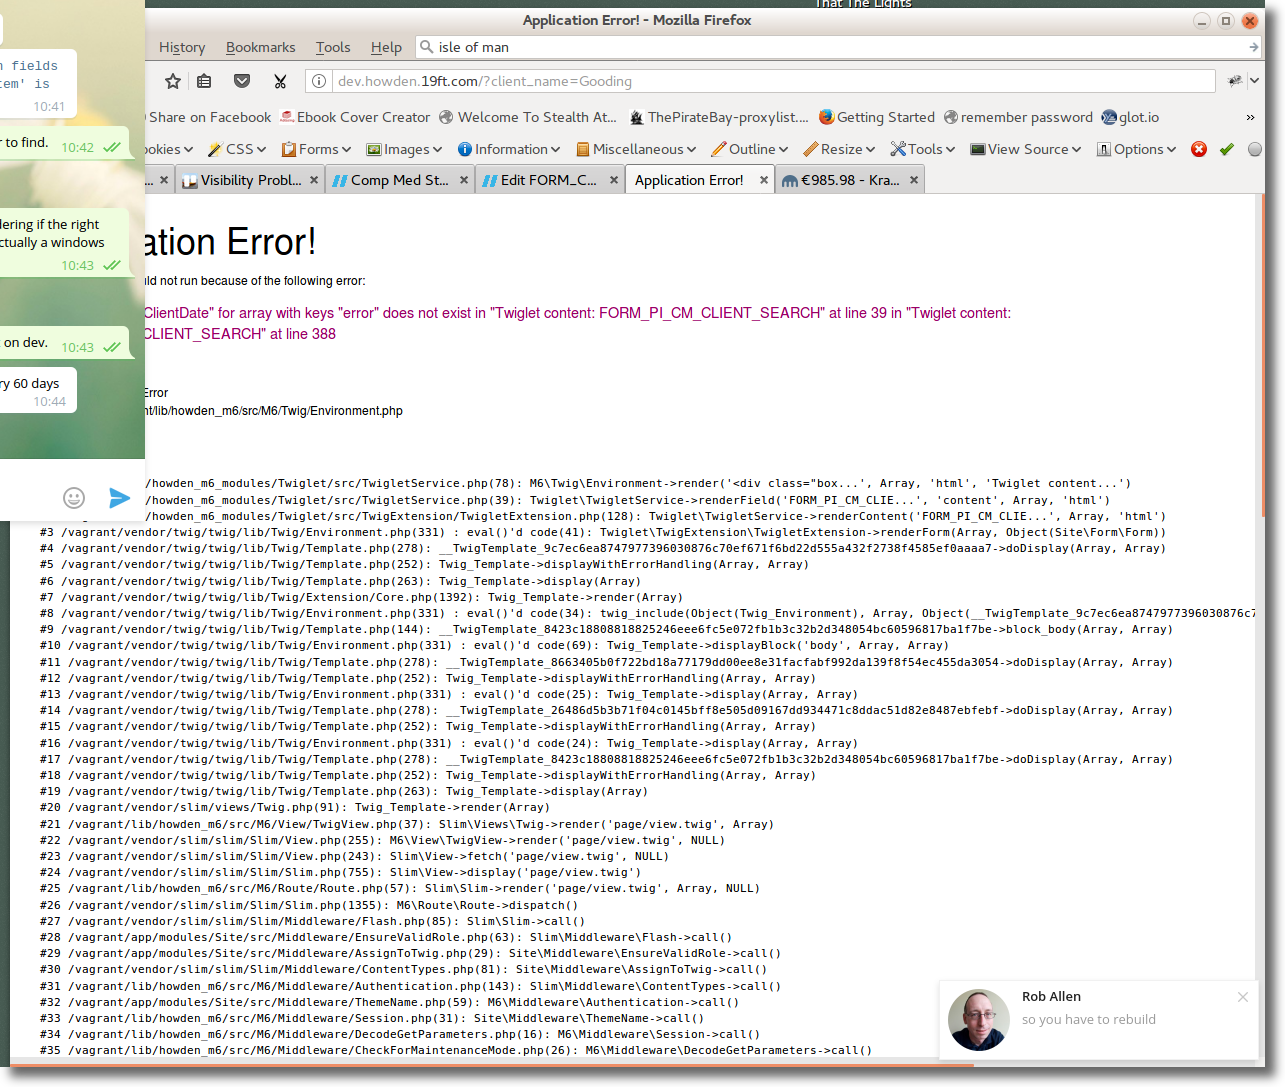 That The Lights
Application Error! - Mozilla Firefox
History Bookmarks Tools Help isle of man
dev.howden.19ft.com/?client_name=Gooding
Share on Facebook Ebook Cover Creator Welcome To Stealth At... ThePirateBay-proxylist.... Getting Started remember password glot.io »
ookies CSS Forms Images Information Miscellaneous Outline Resize Tools View Source Options
... Visibility Probl... Comp Med St... Edit FORM_C... Application Error! €985.98 - Kra...
n fields
tem' is
10:41
r to find. 10:42
lering if the right
ctually a windows
10:43
on dev. 10:43
ry 60 days
10:44
ation Error!
uld not run because of the following error:
ClientDate" for array with keys "error" does not exist in "Twiglet content: FORM_PI_CM_CLIENT_SEARCH" at line 39 in "Twiglet content:
CLIENT_SEARCH" at line 388
Error
nt/lib/howden_m6/src/M6/Twig/Environment.php
/howden_m6_modules/Twiglet/src/TwigletService.php(78): M6\Twig\Environment->render('<div class="box...', Array, 'html', 'Twiglet content...')
/howden_m6_modules/Twiglet/src/TwigletService.php(39): Twiglet\TwigletService->renderField('FORM_PI_CM_CLIE...', 'content', Array, 'html')
/howden_m6_modules/Twiglet/src/TwigExtension/TwigletExtension.php(128): Twiglet\TwigletService->renderContent('FORM_PI_CM_CLIE...', Array, 'html')
#3 /vagrant/vendor/twig/twig/lib/Twig/Environment.php(331) : eval()'d code(41): Twiglet\TwigExtension\TwigletExtension->renderForm(Array, Object(Site\Form\Form))
#4 /vagrant/vendor/twig/twig/lib/Twig/Template.php(278): __TwigTemplate_9c7ec6ea8747977396030876c70ef671f6bd22d555a432f2738f4585ef0aaaa7->doDisplay(Array, Array)
#5 /vagrant/vendor/twig/twig/lib/Twig/Template.php(252): Twig_Template->displayWithErrorHandling(Array, Array)
#6 /vagrant/vendor/twig/twig/lib/Twig/Template.php(263): Twig_Template->display(Array)
#7 /vagrant/vendor/twig/twig/lib/Twig/Extension/Core.php(1392): Twig_Template->render(Array)
#8 /vagrant/vendor/twig/twig/lib/Twig/Environment.php(331) : eval()'d code(34): twig_include(Object(Twig_Environment), Array, Object(__TwigTemplate_9c7ec6ea8747977396030876c7
#9 /vagrant/vendor/twig/twig/lib/Twig/Template.php(144): __TwigTemplate_8423c18808818825246eee6fc5e072fb1b3c32b2d348054bc60596817ba1f7be->block_body(Array, Array)
#10 /vagrant/vendor/twig/twig/lib/Twig/Environment.php(331) : eval()'d code(69): Twig_Template->displayBlock('body', Array, Array)
#11 /vagrant/vendor/twig/twig/lib/Twig/Template.php(278): __TwigTemplate_8663405b0f722bd18a77179dd00ee8e31facfabf992da139f8f54ec455da3054->doDisplay(Array, Array)
#12 /vagrant/vendor/twig/twig/lib/Twig/Template.php(252): Twig_Template->displayWithErrorHandling(Array, Array)
#13 /vagrant/vendor/twig/twig/lib/Twig/Environment.php(331) : eval()'d code(25): Twig_Template->display(Array, Array)
#14 /vagrant/vendor/twig/twig/lib/Twig/Template.php(278): __TwigTemplate_26486d5b3b71f04c0145bff8e505d09167dd934471c8ddac51d82e8487ebfebf->doDisplay(Array, Array)
#15 /vagrant/vendor/twig/twig/lib/Twig/Template.php(252): Twig_Template->displayWithErrorHandling(Array, Array)
#16 /vagrant/vendor/twig/twig/lib/Twig/Environment.php(331) : eval()'d code(24): Twig_Template->display(Array, Array)
#17 /vagrant/vendor/twig/twig/lib/Twig/Template.php(278): __TwigTemplate_8423c18808818825246eee6fc5e072fb1b3c32b2d348054bc60596817ba1f7be->doDisplay(Array, Array)
#18 /vagrant/vendor/twig/twig/lib/Twig/Template.php(252): Twig_Template->displayWithErrorHandling(Array, Array)
#19 /vagrant/vendor/twig/twig/lib/Twig/Template.php(263): Twig_Template->display(Array)
#20 /vagrant/vendor/slim/views/Twig.php(91): Twig_Template->render(Array)
#21 /vagrant/lib/howden_m6/src/M6/View/TwigView.php(37): Slim\Views\Twig->render('page/view.twig', Array)
#22 /vagrant/vendor/slim/slim/Slim/View.php(255): M6\View\TwigView->render('page/view.twig', NULL)
#23 /vagrant/vendor/slim/slim/Slim/View.php(243): Slim\View->fetch('page/view.twig', NULL)
#24 /vagrant/vendor/slim/slim/Slim/Slim.php(755): Slim\View->display('page/view.twig')
#25 /vagrant/lib/howden_m6/src/M6/Route/Route.php(57): Slim\Slim->render('page/view.twig', Array, NULL)
#26 /vagrant/vendor/slim/slim/Slim/Slim.php(1355): M6\Route\Route->dispatch()
#27 /vagrant/vendor/slim/slim/Slim/Middleware/Flash.php(85): Slim\Slim->call()
#28 /vagrant/app/modules/Site/src/Middleware/EnsureValidRole.php(63): Slim\Middleware\Flash->call()
#29 /vagrant/app/modules/Site/src/Middleware/AssignToTwig.php(29): Site\Middleware\EnsureValidRole->call()
#30 /vagrant/vendor/slim/slim/Slim/Middleware/ContentTypes.php(81): Site\Middleware\AssignToTwig->call()
#31 /vagrant/lib/howden_m6/src/M6/Middleware/Authentication.php(143): Slim\Middleware\ContentTypes->call()
#32 /vagrant/app/modules/Site/src/Middleware/ThemeName.php(59): M6\Middleware\Authentication->call()
#33 /vagrant/lib/howden_m6/src/M6/Middleware/Session.php(31): Site\Middleware\ThemeName->call()
#34 /vagrant/lib/howden_m6/src/M6/Middleware/DecodeGetParameters.php(16): M6\Middleware\Session->call()
#35 /vagrant/lib/howden_m6/src/M6/Middleware/CheckForMaintenanceMode.php(26): M6\Middleware\DecodeGetParameters->call()
Rob Allen
so you have to rebuild